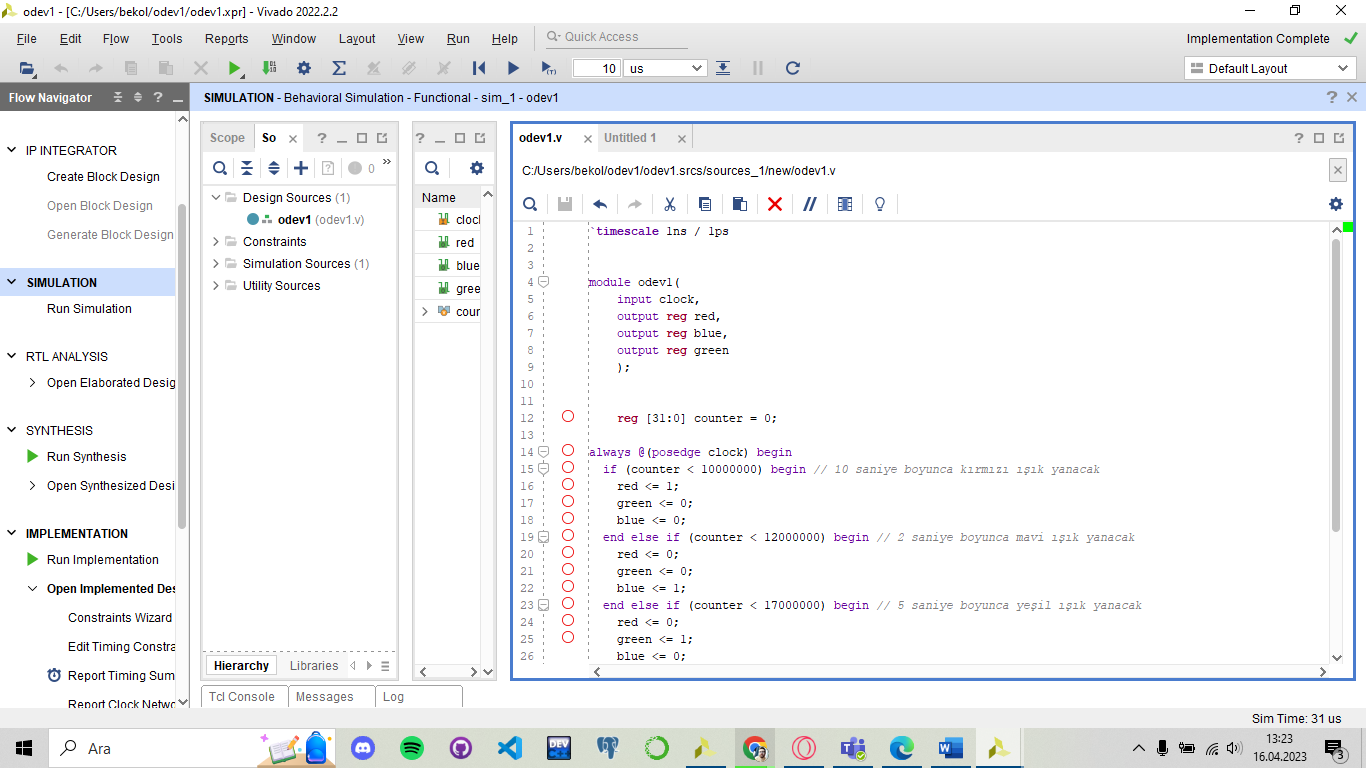 odev1 - [C:/Users/bekol/odev1/odev1.xpr] - Vivado 2022.2.2
File Edit Flow Tools Reports Window Layout View Run Help Quick Access
Implementation Complete
10 us
Default Layout
Flow Navigator
SIMULATION - Behavioral Simulation - Functional - sim_1 - odev1
IP INTEGRATOR
Create Block Design
Open Block Design
Generate Block Design
SIMULATION
Run Simulation
RTL ANALYSIS
Open Elaborated Desig
SYNTHESIS
Run Synthesis
Open Synthesized Desi
IMPLEMENTATION
Run Implementation
Open Implemented Des
Constraints Wizard
Edit Timing Constra
Report Timing Sum
Report Clock Netwo
Scope So
0
Design Sources (1)
odev1 (odev1.v)
Constraints
Simulation Sources (1)
Utility Sources
Hierarchy Libraries
Name
cloc
red
blue
gree
cour
odev1.v Untitled 1
C:/Users/bekol/odev1/odev1.srcs/sources_1/new/odev1.v
1 `timescale 1ns / 1ps
2
3
4 module odev1(
5 input clock,
6 output reg red,
7 output reg blue,
8 output reg green
9 );
10
11
12 reg [31:0] counter = 0;
13
14 always @(posedge clock) begin
15 if (counter < 10000000) begin // 10 saniye boyunca kırmızı ışık yanacak
16 red <= 1;
17 green <= 0;
18 blue <= 0;
19 end else if (counter < 12000000) begin // 2 saniye boyunca mavi ışık yanacak
20 red <= 0;
21 green <= 0;
22 blue <= 1;
23 end else if (counter < 17000000) begin // 5 saniye boyunca yeşil ışık yanacak
24 red <= 0;
25 green <= 1;
26 blue <= 0;
Tcl Console Messages Log
Sim Time: 31 us
Ara
DEV
13:23
16.04.2023
3